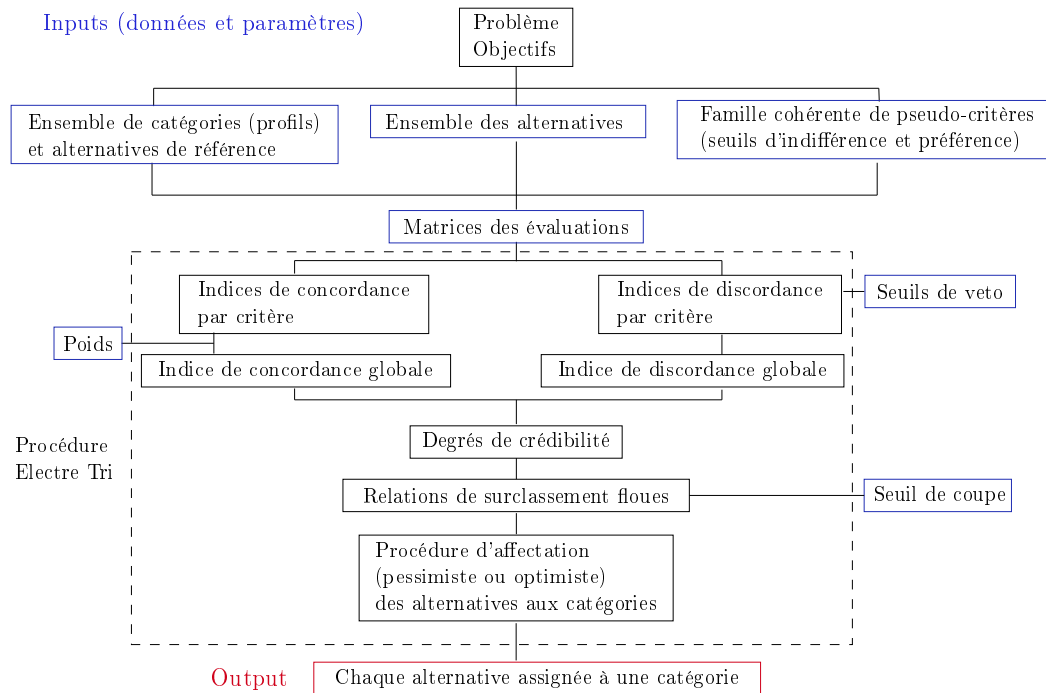 Inputs (données et paramètres)
Problème
Objectifs
Ensemble de catégories (profils)
et alternatives de référence
Ensemble des alternatives
Famille cohérente de pseudo-critères
(seuils d'indifférence et préférence)
Matrices des évaluations
Indices de concordance
par critère
Indices de discordance
par critère
Seuils de veto
Poids
Indice de concordance globale
Indice de discordance globale
Procédure
Electre Tri
Degrés de crédibilité
Relations de surclassement floues
Seuil de coupe
Procédure d'affectation
(pessimiste ou optimiste)
des alternatives aux catégories
Output
Chaque alternative assignée à une catégorie